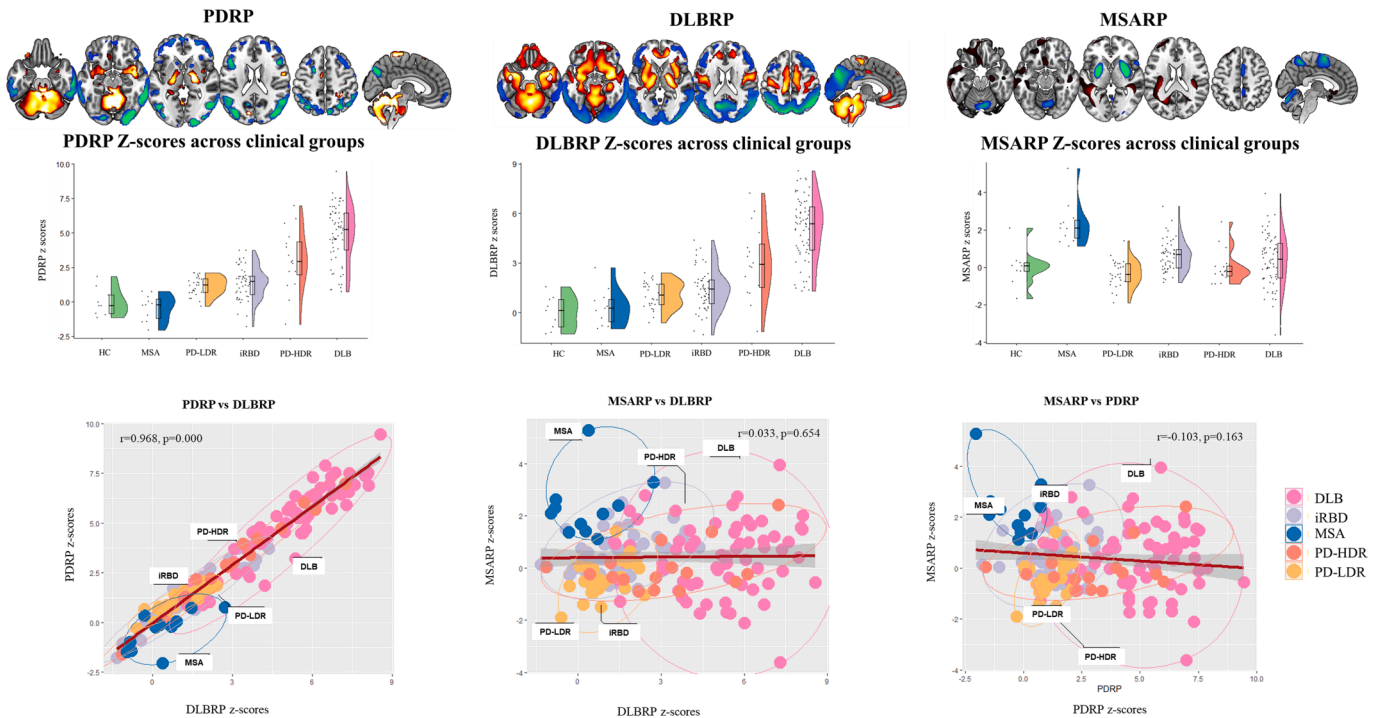 PDRP
DLBRP
MSARP
PDRP Z-scores across clinical groups
DLBRP Z-scores across clinical groups
MSARP Z-scores across clinical groups
PDRP z scores
10.0
7.5
5.0
2.5
0.0
-2.5
HC
MSA
PD-LDR
iRBD
PD-HDR
DLB
DLBRP z-scores
9
6
3
0
HC
MSA
PD-LDR
iRBD
PD-HDR
DLB
MSARP z scores
4
2
0
-2
-4
HC
MSA
PD-LDR
iRBD
PD-HDR
DLB
PDRP vs DLBRP
r=0.968, p=0.000
PDRP z-scores
10.0
7.5
5.0
2.5
0.0
-2.5
PD-HDR
iRBD
DLB
PD-LDR
MSA
0
3
6
9
DLBRP z-scores
MSARP vs DLBRP
r=0.033, p=0.654
MSARP z-scores
4
2
0
-2
-4
MSA
DLB
PD-HDR
PD-LDR
iRBD
0
3
6
9
DLBRP z-scores
MSARP vs PDRP
r=-0.103, p=0.163
MSARP z-scores
4
2
0
-2
-4
DLB
iRBD
MSA
PD-LDR
PD-HDR
-2.5
0.0
2.5
5.0
7.5
10.0
PDRP
PDRP z-scores
DLB
iRBD
MSA
PD-HDR
PD-LDR